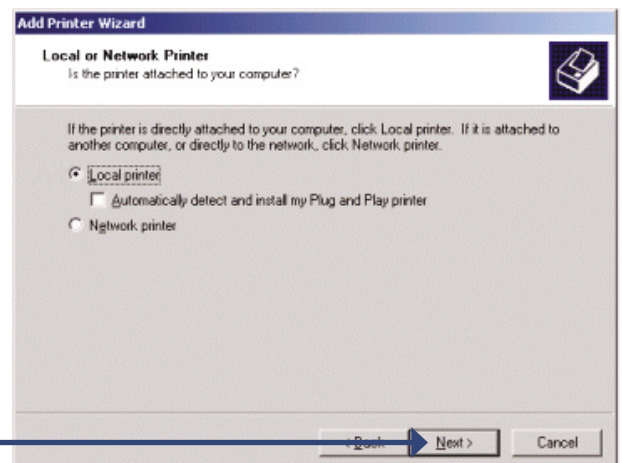 Add Printer Wizard
Local or Network Printer
Is the printer attached to your computer?
If the printer is directly attached to your computer, click Local printer. If it is attached to
another computer, or directly to the network, click Network printer.
Local printer
Automatically detect and install my Plug and Play printer
Network printer
< Back Next > Cancel